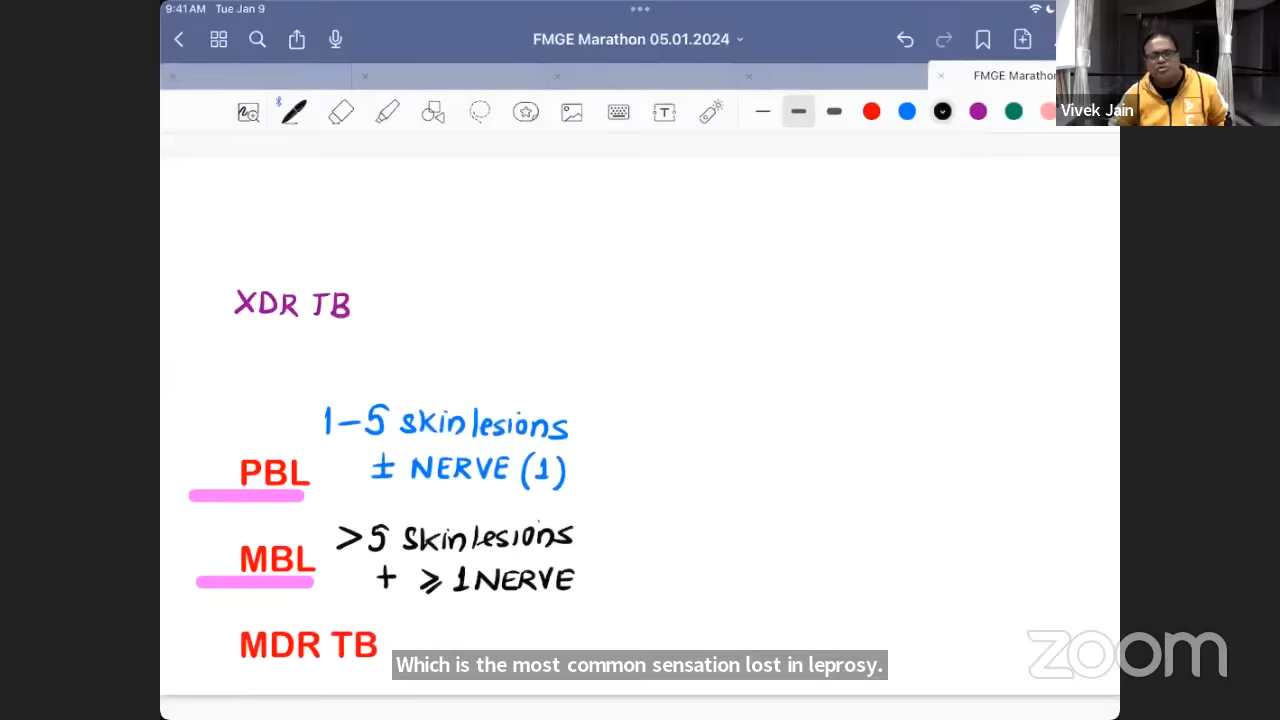 9:41 AM Tue Jan 9
FMGE Marathon 05.01.2024
FMGE Marathon
T
Vivek Jain
XDR TB
1-5 skin lesions
PBL ± NERVE (1)
>5 skin lesions
MBL + ⩾ 1 NERVE
MDR TB
Which is the most common sensation lost in leprosy.
zoom